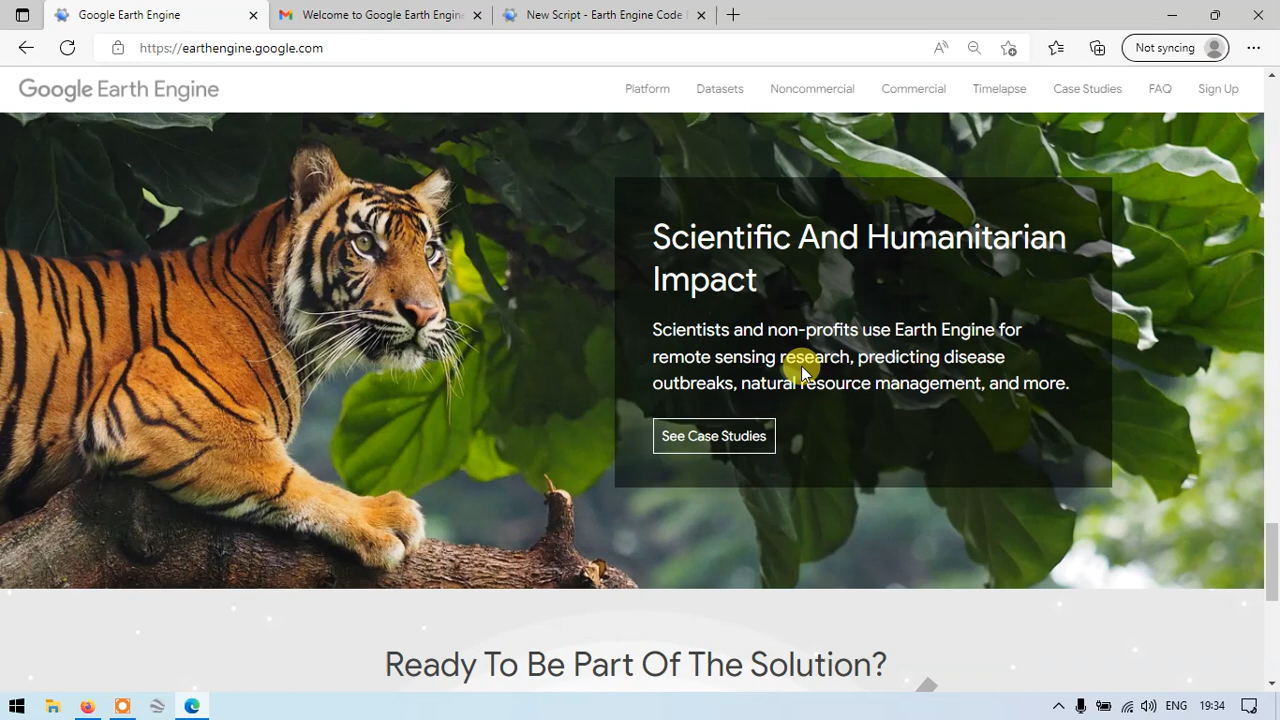 Google Earth Engine
Welcome to Google Earth Engine
New Script - Earth Engine Code E
https://earthengine.google.com
Not syncing
Google Earth Engine
Platform
Datasets
Noncommercial
Commercial
Timelapse
Case Studies
FAQ
Sign Up
Scientific And Humanitarian
Impact
Scientists and non-profits use Earth Engine for
remote sensing research, predicting disease
outbreaks, natural resource management, and more.
See Case Studies
Ready To Be Part Of The Solution?
ENG
19:34